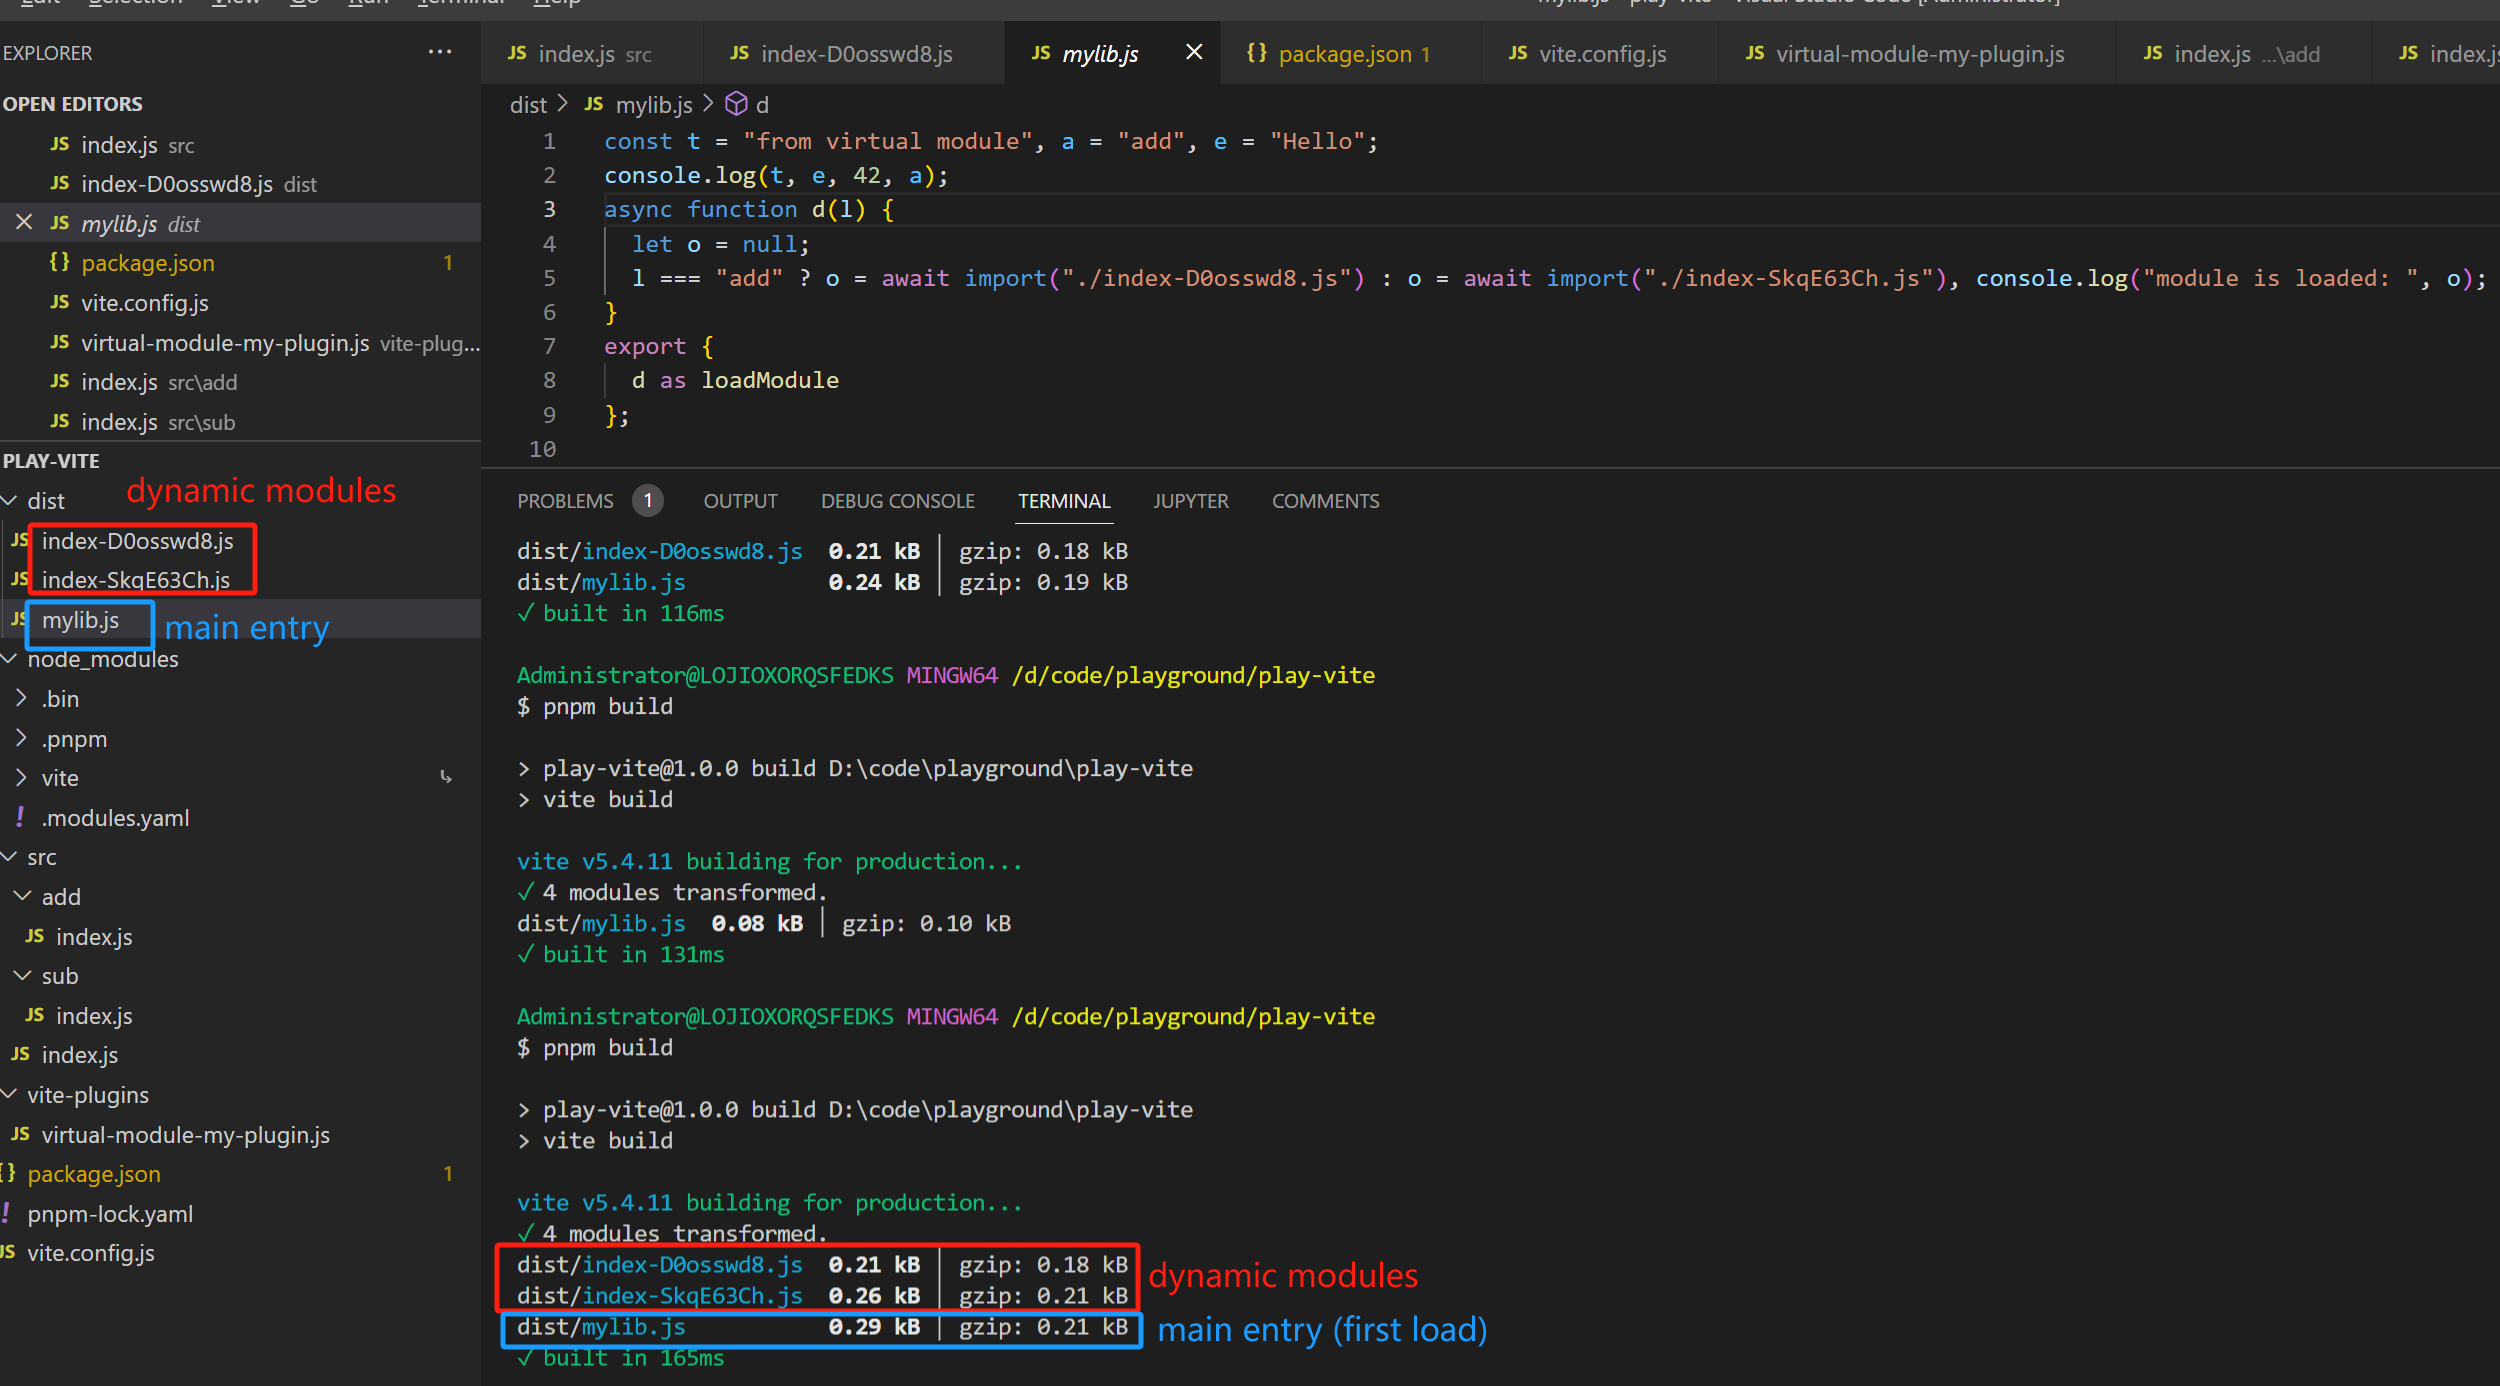 Edit Selection View Go Run Terminal Help
mylib.js - play-vite - Visual Studio Code [Administrator]
EXPLORER ···
JS index.js src
JS index-D0osswd8.js
JS mylib.js
{} package.json 1
JS vite.config.js
JS virtual-module-my-plugin.js
JS index.js ...\add
JS index.js
OPEN EDITORS
JS index.js src
JS index-D0osswd8.js dist
JS mylib.js dist
{} package.json 1
JS vite.config.js
JS virtual-module-my-plugin.js vite-plug...
JS index.js src\add
JS index.js src\sub
PLAY-VITE
dynamic modules
dist
JS index-D0osswd8.js
JS index-SkqE63Ch.js
JS mylib.js
main entry
node_modules
.bin
.pnpm
vite
! .modules.yaml
src
add
JS index.js
sub
JS index.js
JS index.js
vite-plugins
JS virtual-module-my-plugin.js
{} package.json 1
! pnpm-lock.yaml
JS vite.config.js
dist > JS mylib.js > d
1 const t = "from virtual module", a = "add", e = "Hello";
2 console.log(t, e, 42, a);
3 async function d(l) {
4 let o = null;
5 l === "add" ? o = await import("./index-D0osswd8.js") : o = await import("./index-SkqE63Ch.js"), console.log("module is loaded: ", o);
6 }
7 export {
8 d as loadModule
9 };
10
PROBLEMS 1 OUTPUT DEBUG CONSOLE TERMINAL JUPYTER COMMENTS
dist/index-D0osswd8.js 0.21 kB │ gzip: 0.18 kB
dist/mylib.js 0.24 kB │ gzip: 0.19 kB
✓ built in 116ms
Administrator@LOJIOXORQSFEDKS MINGW64 /d/code/playground/play-vite
$ pnpm build
> play-vite@1.0.0 build D:\code\playground\play-vite
> vite build
vite v5.4.11 building for production...
✓ 4 modules transformed.
dist/mylib.js 0.08 kB │ gzip: 0.10 kB
✓ built in 131ms
Administrator@LOJIOXORQSFEDKS MINGW64 /d/code/playground/play-vite
$ pnpm build
> play-vite@1.0.0 build D:\code\playground\play-vite
> vite build
vite v5.4.11 building for production...
✓ 4 modules transformed.
dist/index-D0osswd8.js 0.21 kB │ gzip: 0.18 kB
dist/index-SkqE63Ch.js 0.26 kB │ gzip: 0.21 kB
dynamic modules
dist/mylib.js 0.29 kB │ gzip: 0.21 kB
main entry (first load)
✓ built in 165ms